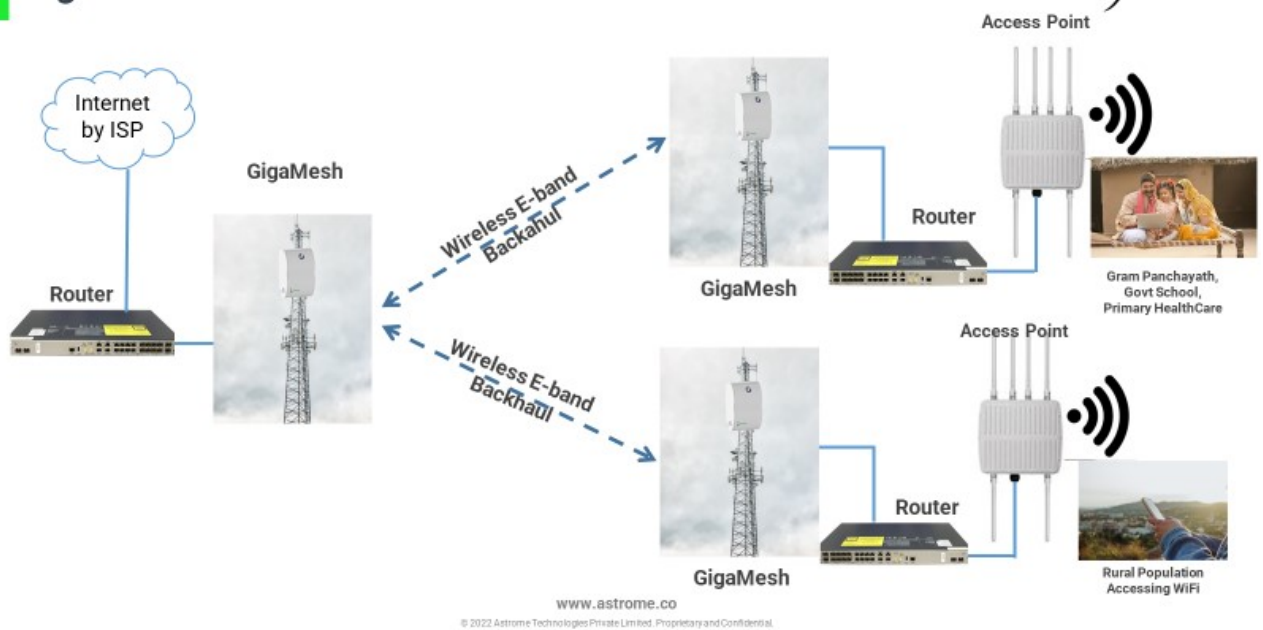 Access Point
Internet
by ISP
GigaMesh
Wireless E-band
Backahul
Router
Router
GigaMesh
Gram Panchayath,
Govt School,
Primary HealthCare
Access Point
Wireless E-band
Backhaul
Router
GigaMesh
Rural Population
Accessing WiFi
www.astrome.co
© 2022 Astrome Technologies Private Limited. Proprietary and Confidential.